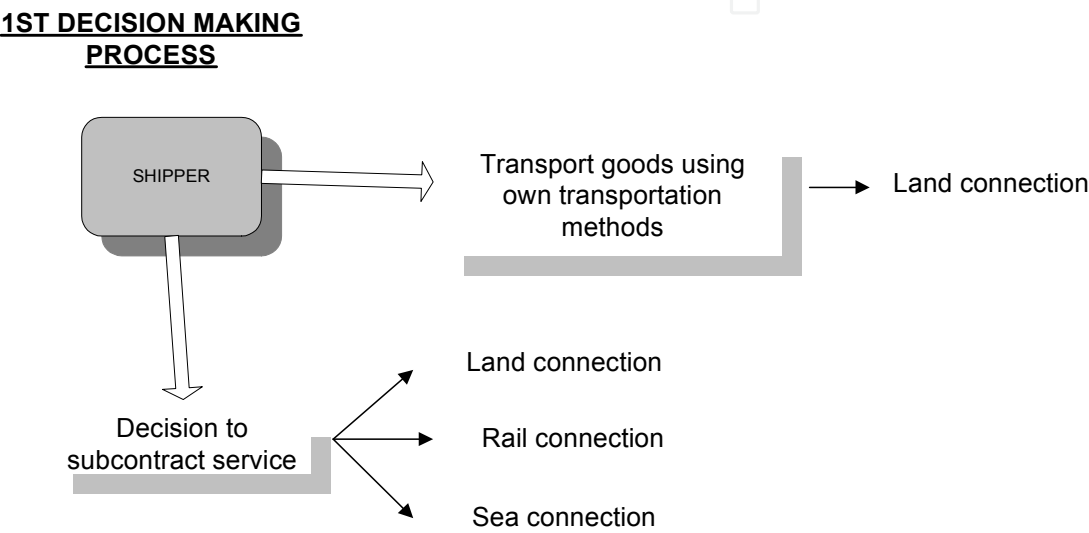 1ST DECISION MAKING
PROCESS
SHIPPER
Transport goods using
own transportation
methods
Land connection
Land connection
Decision to
subcontract service
Rail connection
Sea connection